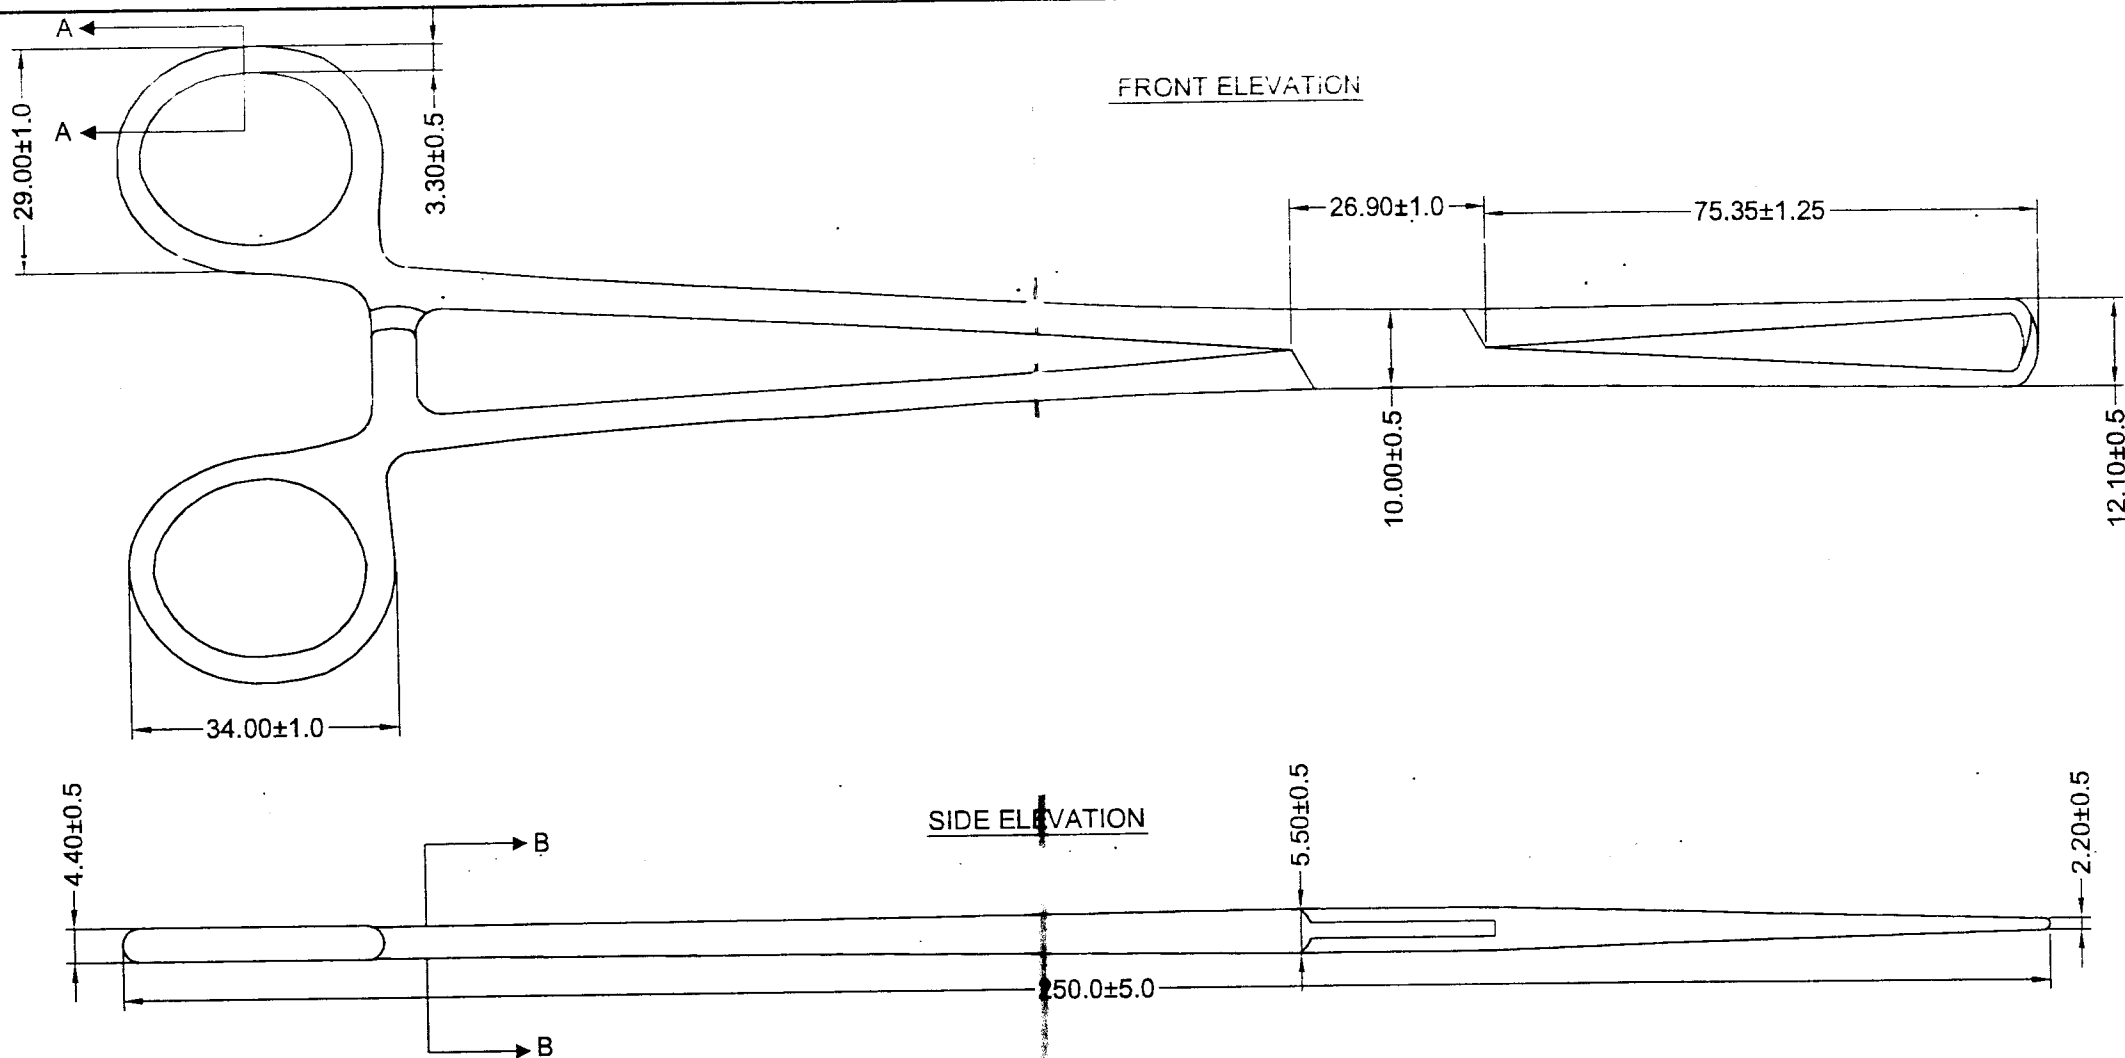 A
A
29.00±1.0
3.30±0.5
FRONT ELEVATION
26.90±1.0
75.35±1.25
10.00±0.5
12.10±0.5
34.00±1.0
4.40±0.5
B
SIDE ELEVATION
5.50±0.5
2.20±0.5
250.0±5.0
B